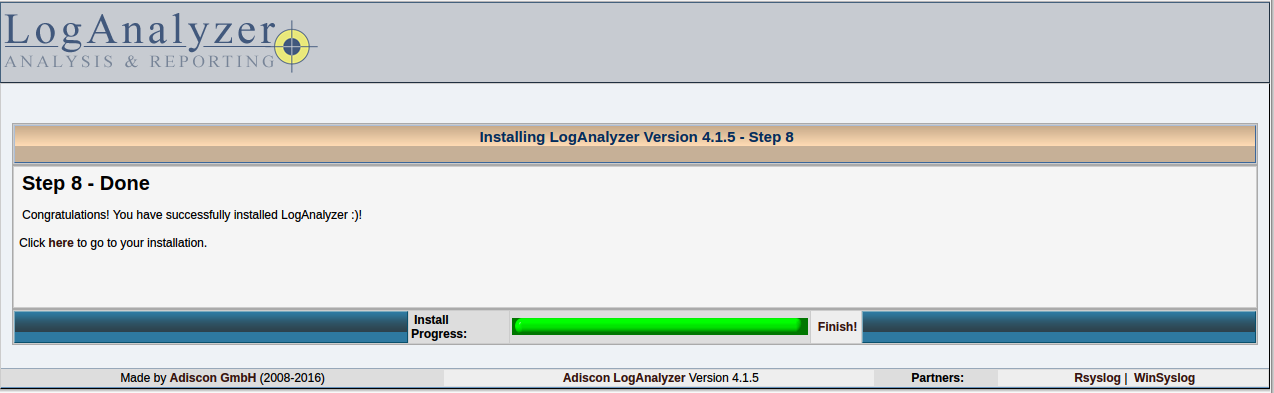 LogAnalyzer
ANALYSIS & REPORTING
Installing LogAnalyzer Version 4.1.5 - Step 8
Step 8 - Done
Congratulations! You have successfully installed LogAnalyzer :)!
Click here to go to your installation.
Install
Progress:
Finish!
Made by Adiscon GmbH (2008-2016)
Adiscon LogAnalyzer Version 4.1.5
Partners:
Rsyslog | WinSyslog